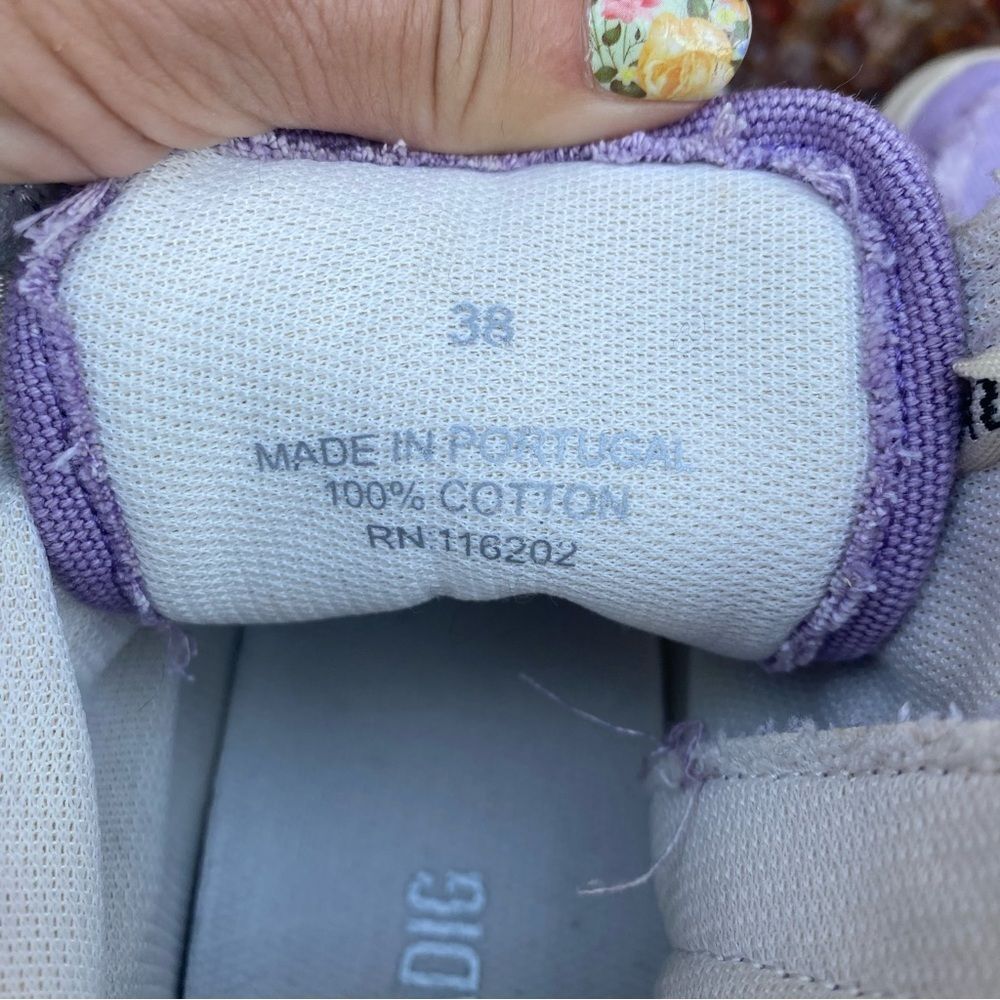 38
MADE IN PORTUGAL
100% COTTON
RN 116202
DIG